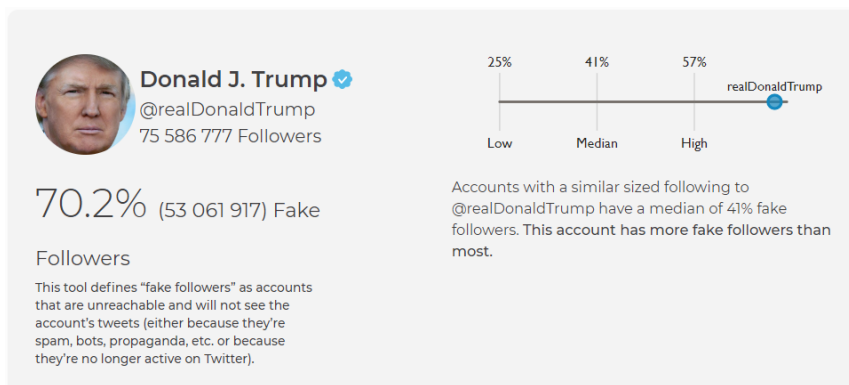 Donald J. Trump
@realDonaldTrump
75 586 777 Followers
70.2% (53 061 917) Fake
Followers
This tool defines “fake followers” as accounts
that are unreachable and will not see the
account’s tweets (either because they’re
spam, bots, propaganda, etc. or because
they’re no longer active on Twitter).
25% 41% 57%
realDonaldTrump
Low Median High
Accounts with a similar sized following to
@realDonaldTrump have a median of 41% fake
followers. This account has more fake followers than
most.